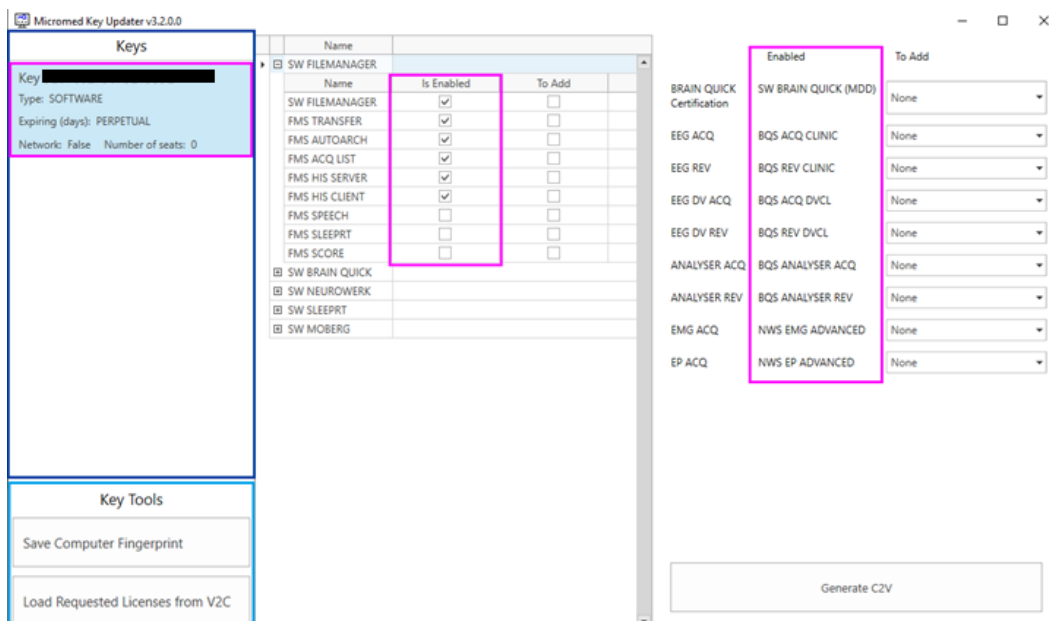 Micromed Key Updater v3.2.0.0
Keys
Key
Type: SOFTWARE
Expiring (days): PERPETUAL
Network: False Number of seats: 0
Key Tools
Save Computer Fingerprint
Load Requested Licenses from V2C
Name
SW FILEMANAGER
Name Is Enabled To Add
SW FILEMANAGER
FMS TRANSFER
FMS AUTOARCH
FMS ACQ LIST
FMS HIS SERVER
FMS HIS CLIENT
FMS SPEECH
FMS SLEEPRT
FMS SCORE
SW BRAIN QUICK
SW NEUROWERK
SW SLEEPRT
SW MOBERG
Enabled To Add
BRAIN QUICK Certification SW BRAIN QUICK (MDD) None
EEG ACQ BQS ACQ CLINIC None
EEG REV BQS REV CLINIC None
EEG DV ACQ BQS ACQ DVCL None
EEG DV REV BQS REV DVCL None
ANALYSER ACQ BQS ANALYSER ACQ None
ANALYSER REV BQS ANALYSER REV None
EMG ACQ NWS EMG ADVANCED None
EP ACQ NWS EP ADVANCED None
Generate C2V